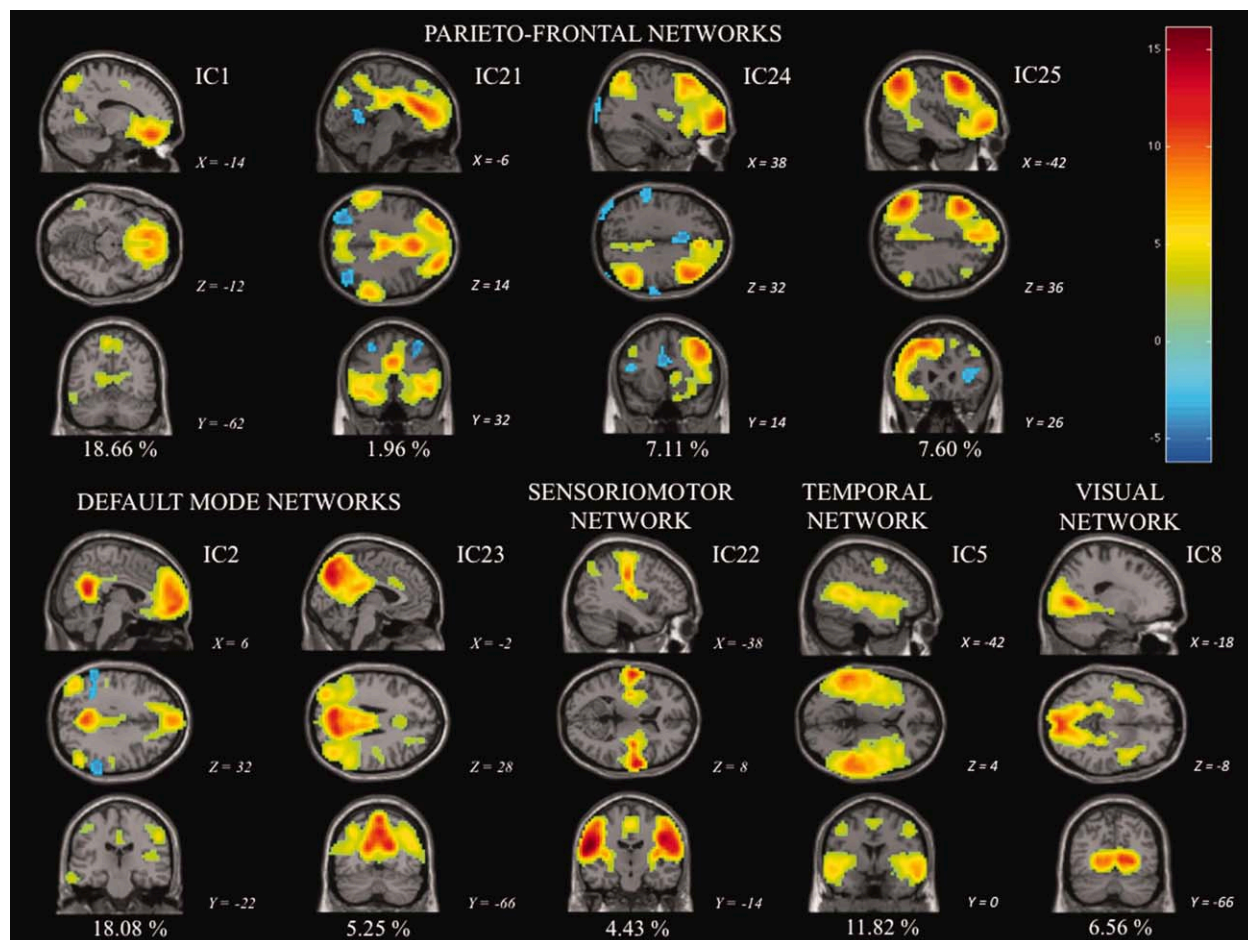 PARIETO-FRONTAL NETWORKS
IC1
IC21
IC24
IC25
X = -14
X = -6
X = 38
X = -42
Z = -12
Z = 14
Z = 32
Z = 36
Y = -62
Y = 32
Y = 14
Y = 26
18.66 %
1.96 %
7.11 %
7.60 %
15
10
5
0
-5
DEFAULT MODE NETWORKS
SENSORIOMOTOR
NETWORK
TEMPORAL
NETWORK
VISUAL
NETWORK
IC2
IC23
IC22
IC5
IC8
X = 6
X = -2
X = -38
X = -42
X = -18
Z = 32
Z = 28
Z = 8
Z = 4
Z = -8
Y = -22
Y = -66
Y = -14
Y = 0
Y = -66
18.08 %
5.25 %
4.43 %
11.82 %
6.56 %